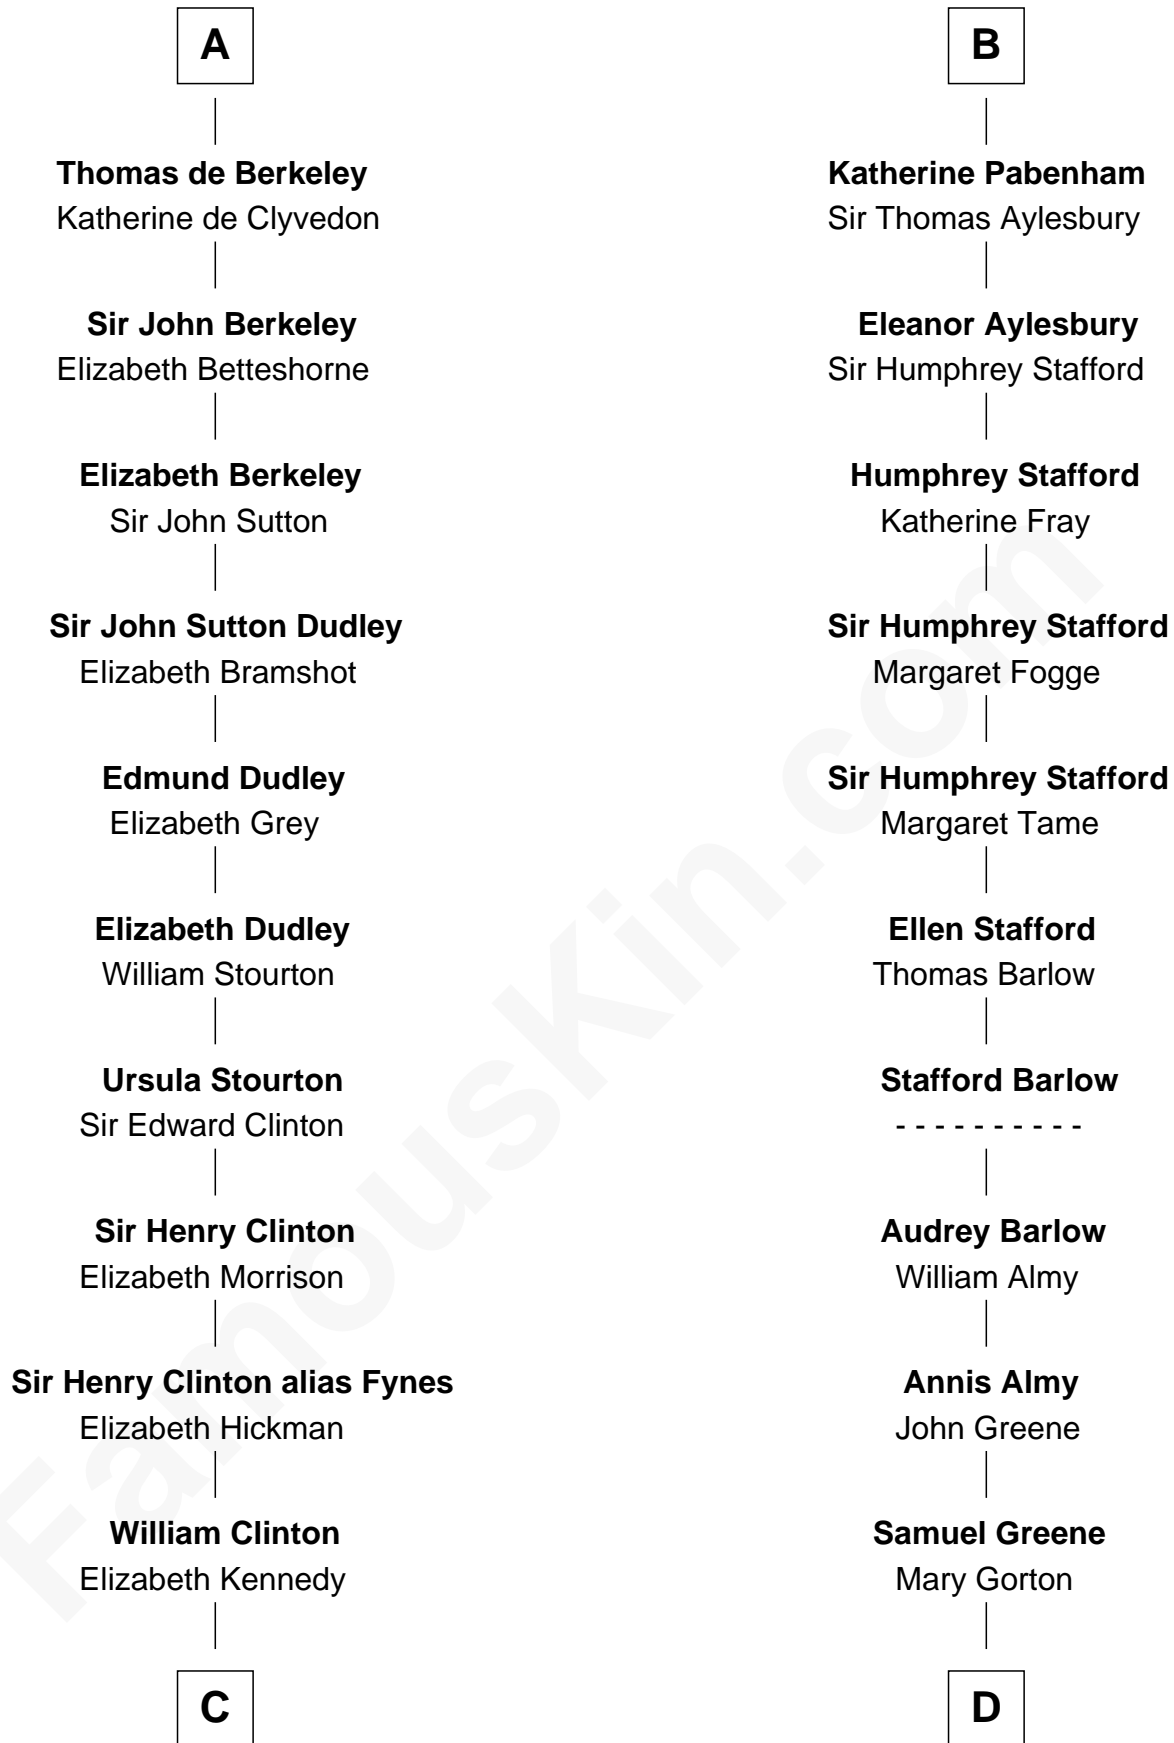 A
Thomas de Berkeley
Katherine de Clyvedon
Sir John Berkeley
Elizabeth Betteshorne
Elizabeth Berkeley
Sir John Sutton
Sir John Sutton Dudley
Elizabeth Bramshot
Edmund Dudley
Elizabeth Grey
Elizabeth Dudley
William Stourton
Ursula Stourton
Sir Edward Clinton
Sir Henry Clinton
Elizabeth Morrison
Sir Henry Clinton alias Fynes
Elizabeth Hickman
William Clinton
Elizabeth Kennedy
C
B
Katherine Pabenham
Sir Thomas Aylesbury
Eleanor Aylesbury
Sir Humphrey Stafford
Humphrey Stafford
Katherine Fray
Sir Humphrey Stafford
Margaret Fogge
Sir Humphrey Stafford
Margaret Tame
Ellen Stafford
Thomas Barlow
Stafford Barlow
- - - - - - - - - -
Audrey Barlow
William Almy
Annis Almy
John Greene
Samuel Greene
Mary Gorton
D
FamousKin.com